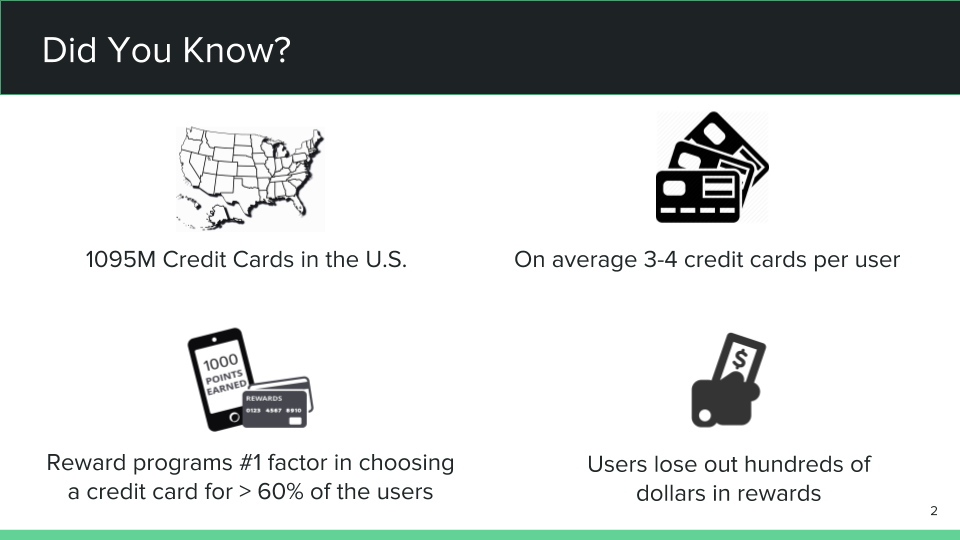 Did You Know?
1095M Credit Cards in the U.S.
On average 3-4 credit cards per user
1000
POINTS
EARNED
REWARDS
0123 4567 8910
$
Reward programs #1 factor in choosing
a credit card for > 60% of the users
Users lose out hundreds of
dollars in rewards
2